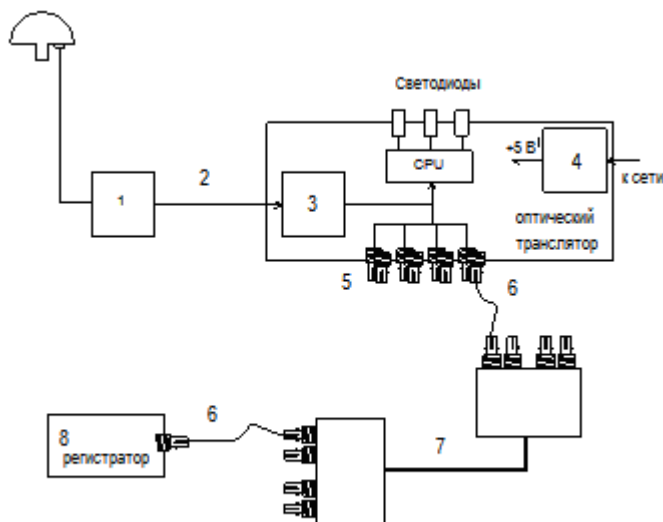 Светодиоды
CPU
+5 В
4
к сети
2
1
3
оптический
транслятор
5
6
6
7
8
регистратор